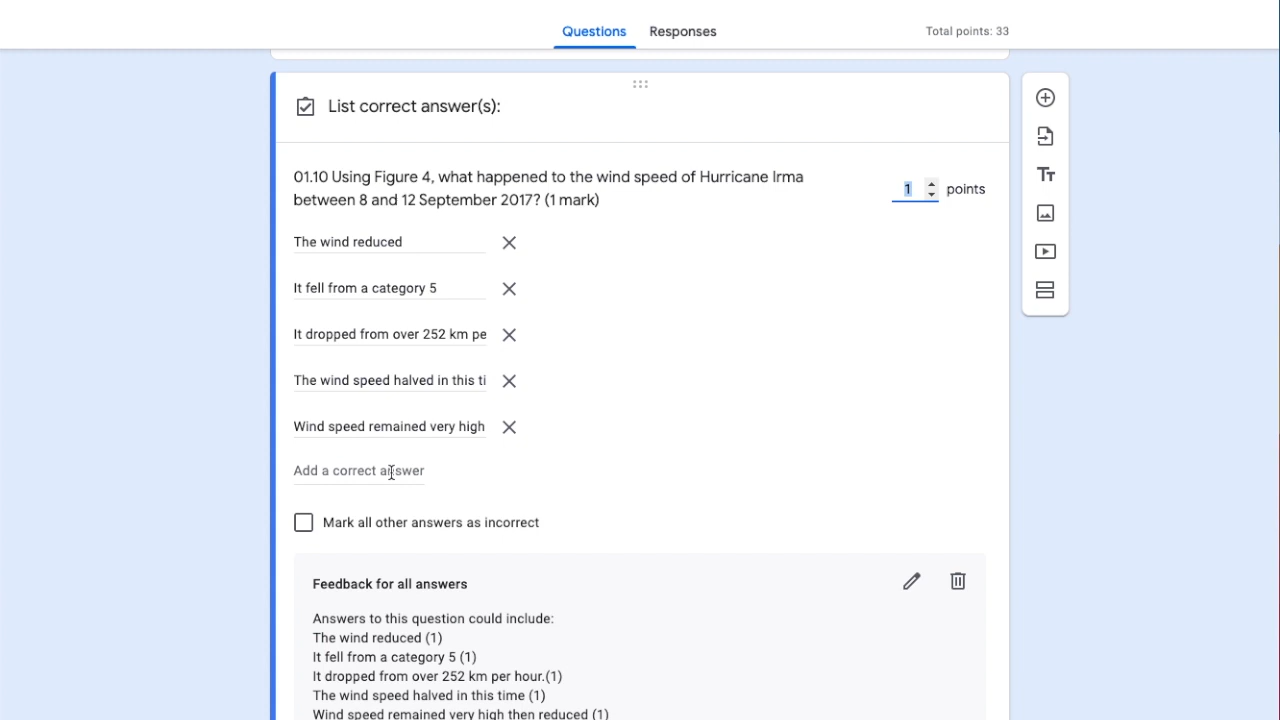 Questions Responses Total points: 33
List correct answer(s):
01.10 Using Figure 4, what happened to the wind speed of Hurricane Irma
between 8 and 12 September 2017? (1 mark)
1 points
The wind reduced
It fell from a category 5
It dropped from over 252 km pe
The wind speed halved in this ti
Wind speed remained very high
Add a correct answer
Mark all other answers as incorrect
Feedback for all answers
Answers to this question could include:
The wind reduced (1)
It fell from a category 5 (1)
It dropped from over 252 km per hour.(1)
The wind speed halved in this time (1)
Wind speed remained very high then reduced (1)
Tт